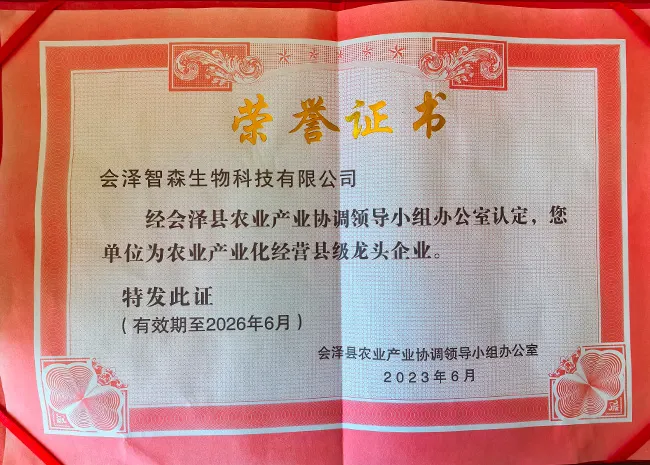 荣誉证书
会泽智森生物科技有限公司
经会泽县农业产业协调领导小组办公室认定，您
单位为农业产业化经营县级龙头企业。
特发此证
（有效期至2026年6月）
会泽县农业产业协调领导小组办公室
2023年6月